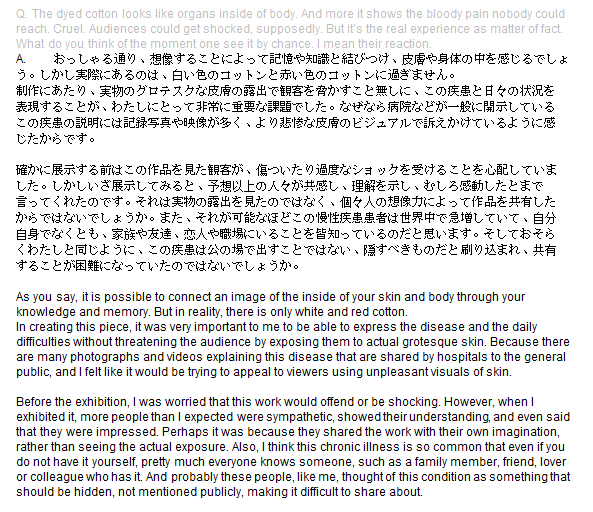 Q. The dyed cotton looks like organs inside of body. And more it shows the bloody pain nobody could
reach. Cruel. Audiences could get shocked, supposedly. But it's the real experience as matter of fact.
What do you think of the moment one see it by chance. I mean their reaction.
A. おっしゃる通り、想像することによって記憶や知識と結びつけ、皮膚や身体の中を感じるでしょ
う。しかし実際にあるのは、白い色のコットンと赤い色のコットンに過ぎません。
制作にあたり、実物のグロテスクな皮膚の露出で観客を脅かすこと無しに、この疾患と日々の状況を
表現することが、わたしにとって非常に重要な課題でした。なぜなら病院などが一般に開示している
この疾患の説明には記録写真や映像が多く、より悲惨な皮膚のビジュアルで訴えかけているように感
じたからです。
確かに展示する前はこの作品を見た観客が、傷ついたり過度なショックを受けることを心配していま
した。しかしいざ展示してみると、予想以上の人々が共感し、理解を示し、むしろ感動したとまで
言ってくれたのです。それは実物の露出を見たのではなく、個々人の想像力によって作品を共有した
からではないでしょうか。また、それが可能なほどこの慢性疾患患者は世界中で急増していて、自分
自身でなくとも、家族や友達、恋人や職場にいることを皆知っているのだと思います。そしておそら
くわたしと同じように、この疾患は公の場で出すことではない、隠すべきものだと刷り込まれ、共有
することが困難になっていたのではないでしょうか。
As you say, it is possible to connect an image of the inside of your skin and body through your
knowledge and memory. But in reality, there is only white and red cotton.
In creating this piece, it was very important to me to be able to express the disease and the daily
difficulties without threatening the audience by exposing them to actual grotesque skin. Because there
are many photographs and videos explaining this disease that are shared by hospitals to the general
public, and I felt like it would be trying to appeal to viewers using unpleasant visuals of skin.
Before the exhibition, I was worried that this work would offend or be shocking. However, when I
exhibited it, more people than I expected were sympathetic, showed their understanding, and even said
that they were impressed. Perhaps it was because they shared the work with their own imagination,
rather than seeing the actual exposure. Also, I think this chronic illness is so common that even if you
do not have it yourself, pretty much everyone knows someone, such as a family member, friend, lover
or colleague who has it. And probably these people, like me, thought of this condition as something that
should be hidden, not mentioned publicly, making it difficult to share about.